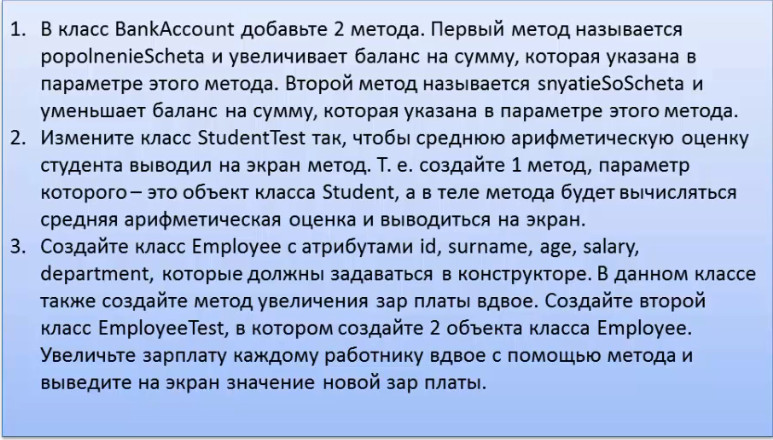 1. В класс BankAccount добавьте 2 метода. Первый метод называется
popolnenieScheta и увеличивает баланс на сумму, которая указана в
параметре этого метода. Второй метод называется snyatieSoScheta и
уменьшает баланс на сумму, которая указана в параметре этого метода.
2. Измените класс StudentTest так, чтобы среднюю арифметическую оценку
студента выводил на экран метод. Т. е. создайте 1 метод, параметр
которого – это объект класса Student, а в теле метода будет вычисляться
средняя арифметическая оценка и выводиться на экран.
3. Создайте класс Employee с атрибутами id, surname, age, salary,
department, которые должны задаваться в конструкторе. В данном классе
также создайте метод увеличения зар платы вдвое. Создайте второй
класс EmployeeTest, в котором создайте 2 объекта класса Employee.
Увеличьте зарплату каждому работнику вдвое с помощью метода и
выведите на экран значение новой зар платы.